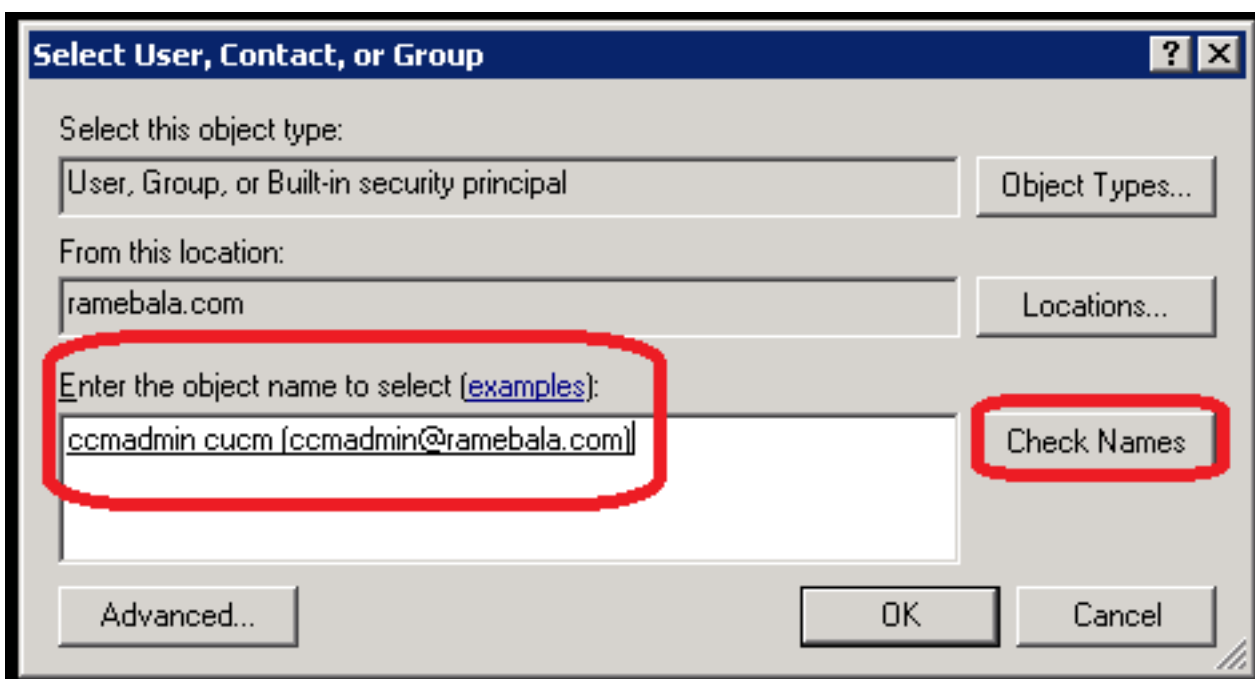 Select User, Contact, or Group
Select this object type:
User, Group, or Built-in security principal
Object Types...
From this location:
ramebala.com
Locations...
Enter the object name to select (examples):
ccmadmin cucm (ccmadmin@ramebala.com)
Check Names
Advanced...
OK
Cancel